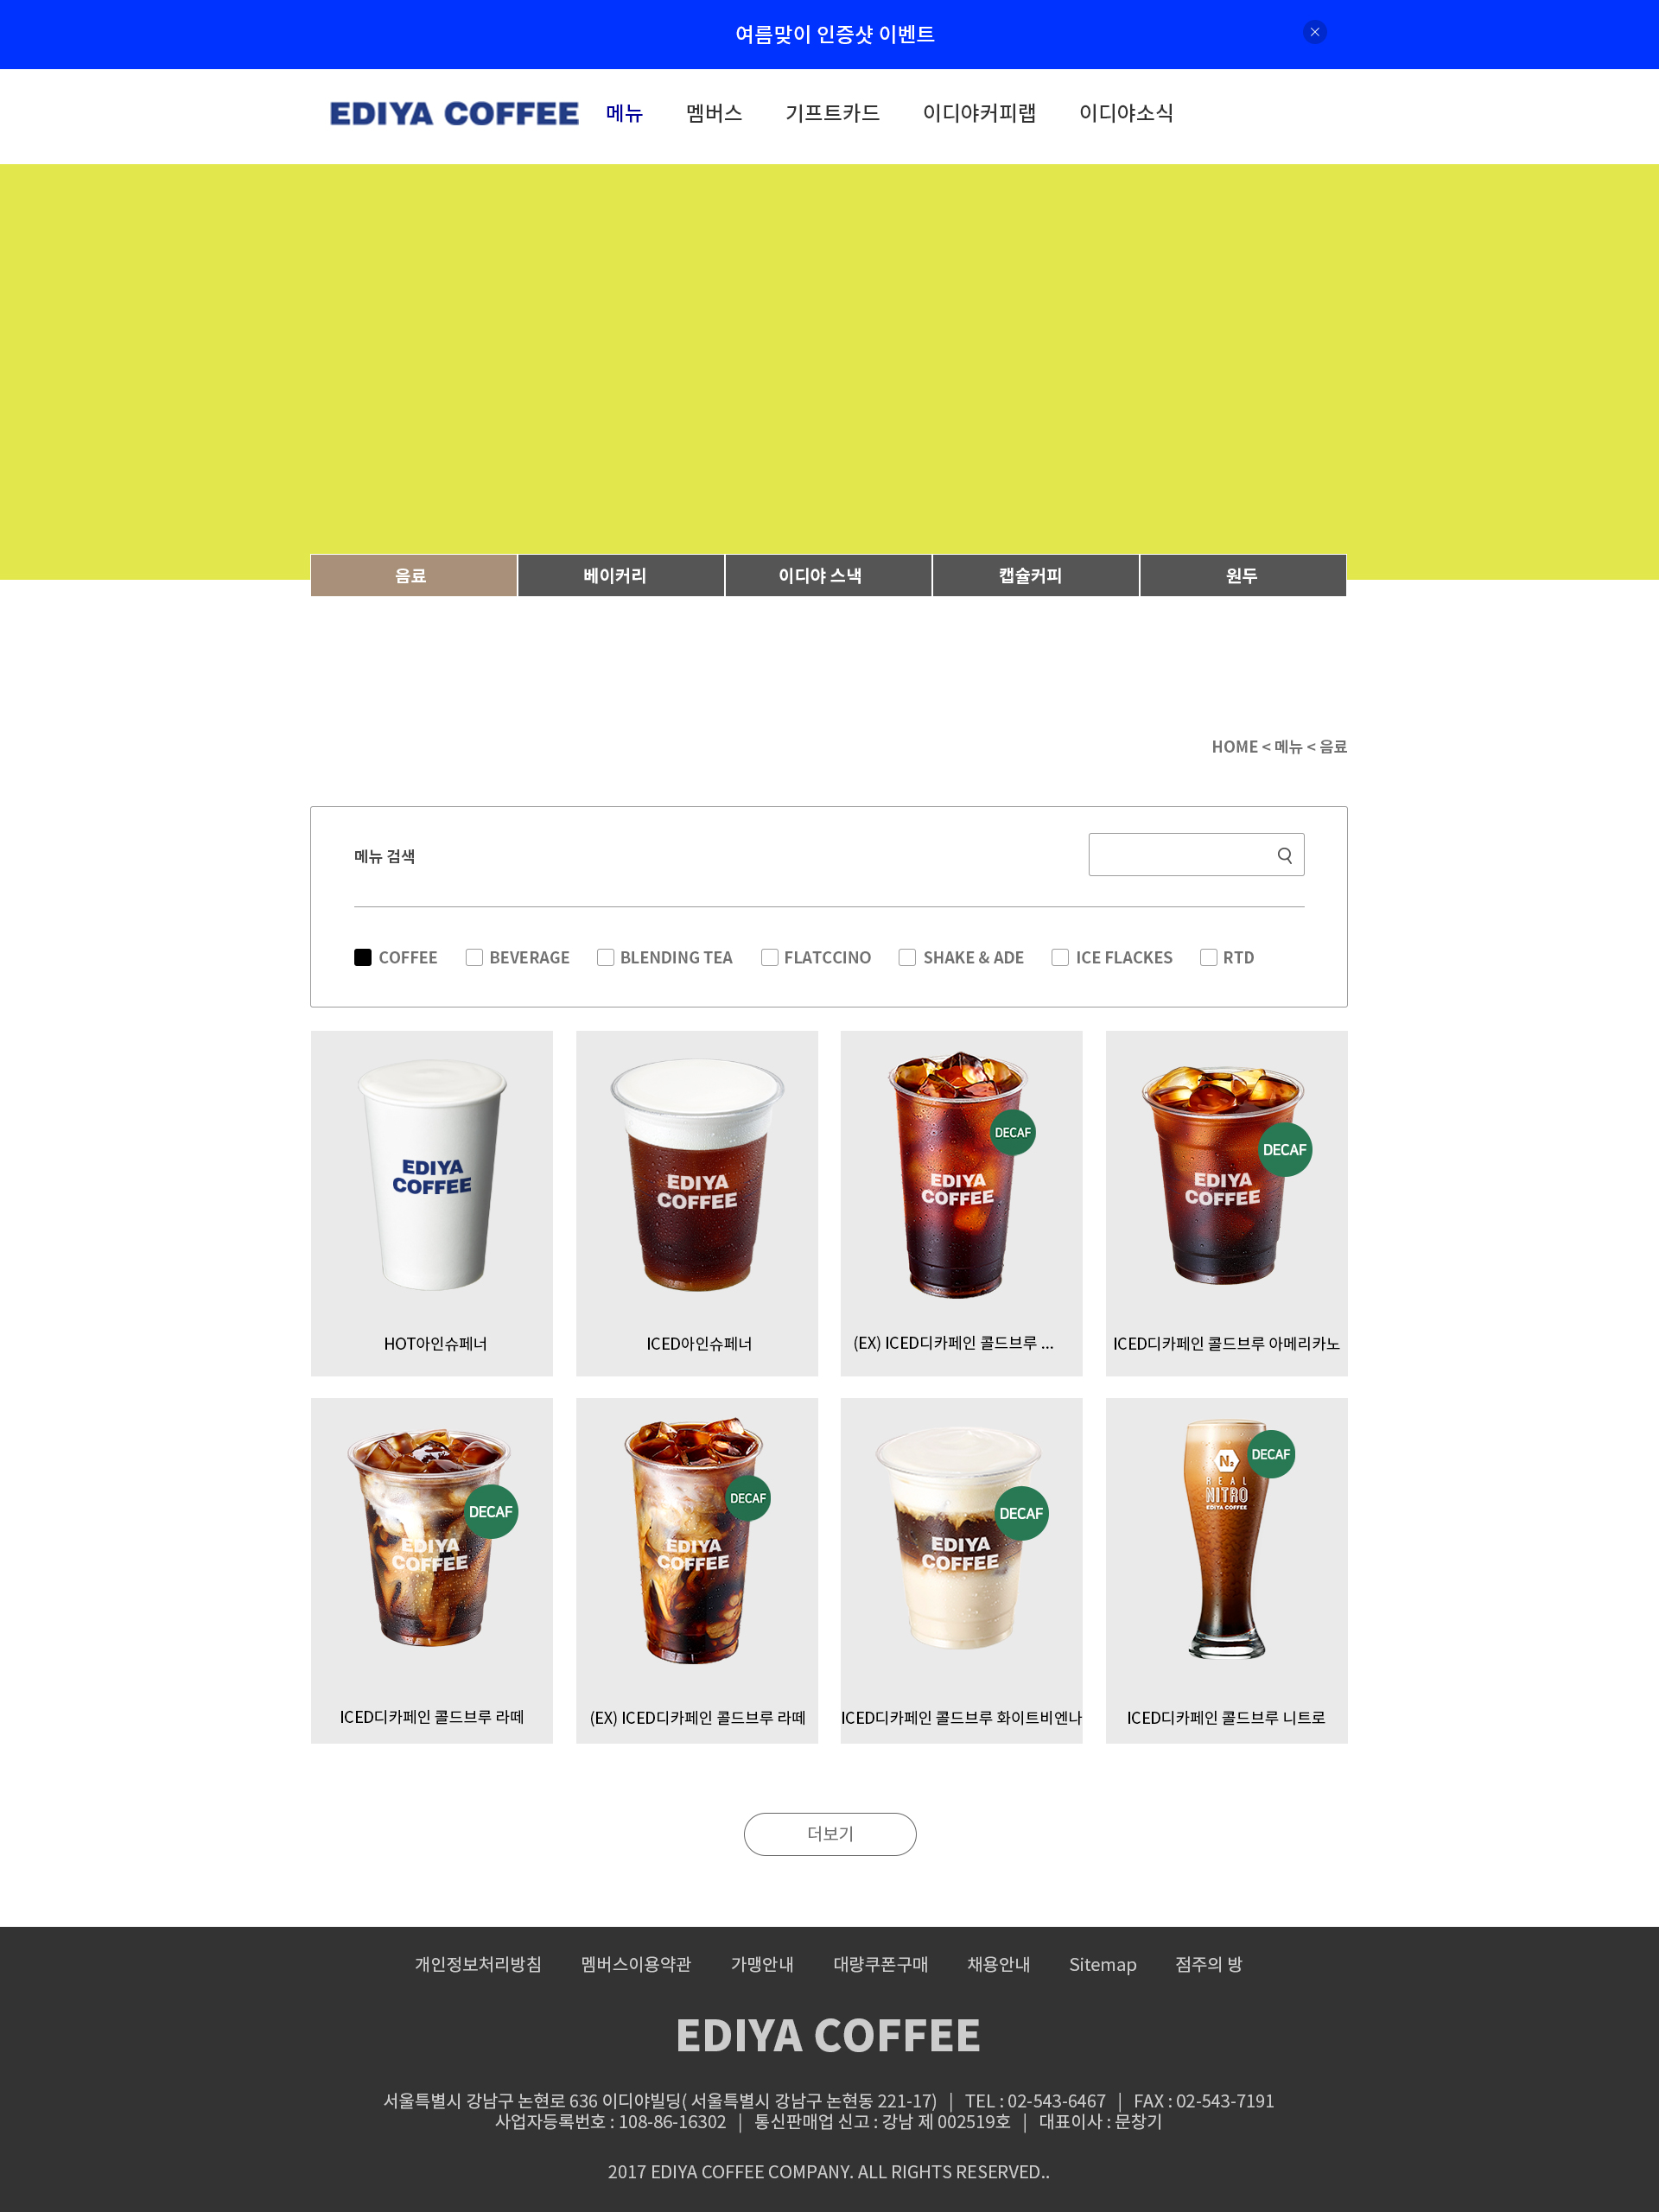 여름맞이 인증샷 이벤트
EDIYA COFFEE 메뉴 멤버스 기프트카드 이디야커피랩 이디야소식
음료 베이커리 이디야 스낵 캡슐커피 원두
HOME < 메뉴 < 음료
메뉴 검색
COFFEE BEVERAGE BLENDING TEA FLATCCINO SHAKE & ADE ICE FLACKES RTD
EDIYA
COFFEE
EDIYA
COFFEE
DECAF
EDIYA
COFFEE
DECAF
EDIYA
COFFEE
HOT아인슈페너
ICED아인슈페너
(EX) ICED디카페인 콜드브루 ...
ICED디카페인 콜드브루 아메리카노
DECAF
EDIYA
COFFEE
DECAF
EDIYA
COFFEE
DECAF
EDIYA
COFFEE
DECAF
N₂
REAL
NITRO
EDIYA COFFEE
ICED디카페인 콜드브루 라떼
(EX) ICED디카페인 콜드브루 라떼
ICED디카페인 콜드브루 화이트비엔나
ICED디카페인 콜드브루 니트로
더보기
개인정보처리방침 멤버스이용약관 가맹안내 대량쿠폰구매 채용안내 Sitemap 점주의 방
EDIYA COFFEE
서울특별시 강남구 논현로 636 이디야빌딩( 서울특별시 강남구 논현동 221-17) | TEL : 02-543-6467 | FAX : 02-543-7191
사업자등록번호 : 108-86-16302 | 통신판매업 신고 : 강남 제 002519호 | 대표이사 : 문창기
2017 EDIYA COFFEE COMPANY. ALL RIGHTS RESERVED..